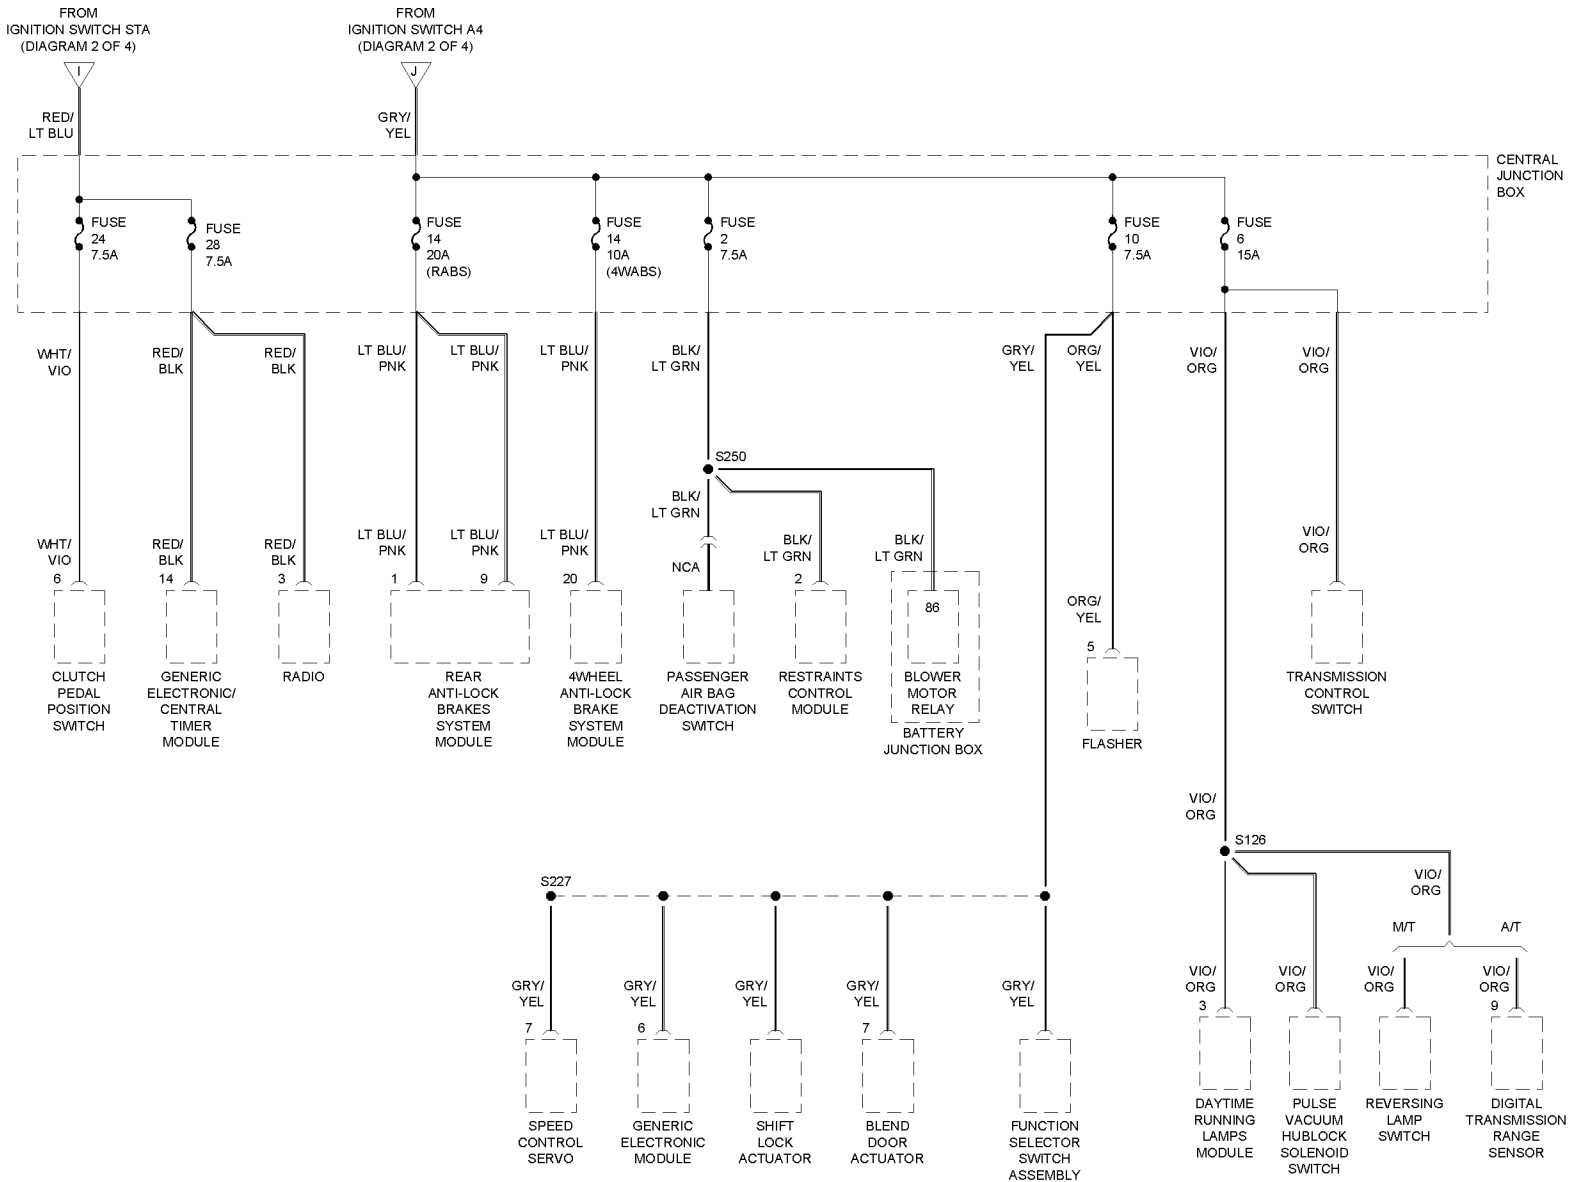 FROM
IGNITION SWITCH STA
(DIAGRAM 2 OF 4)
I
FROM
IGNITION SWITCH A4
(DIAGRAM 2 OF 4)
J
RED/
LT BLU
GRY/
YEL
CENTRAL
JUNCTION
BOX
FUSE
24
7.5A
FUSE
28
7.5A
FUSE
14
20A
(RABS)
FUSE
14
10A
(4WABS)
FUSE
2
7.5A
FUSE
10
7.5A
FUSE
6
15A
WHT/
VIO
RED/
BLK
RED/
BLK
LT BLU/
PNK
LT BLU/
PNK
LT BLU/
PNK
BLK/
LT GRN
GRY/
YEL
ORG/
YEL
VIO/
ORG
VIO/
ORG
S250
BLK/
LT GRN
WHT/
VIO
6
RED/
BLK
14
RED/
BLK
3
LT BLU/
PNK
1
LT BLU/
PNK
9
LT BLU/
PNK
20
NCA
BLK/
LT GRN
2
BLK/
LT GRN
86
VIO/
ORG
ORG/
YEL
5
CLUTCH
PEDAL
POSITION
SWITCH
GENERIC
ELECTRONIC/
CENTRAL
TIMER
MODULE
RADIO
REAR
ANTI-LOCK
BRAKES
SYSTEM
MODULE
4WHEEL
ANTI-LOCK
BRAKE
SYSTEM
MODULE
PASSENGER
AIR BAG
DEACTIVATION
SWITCH
RESTRAINTS
CONTROL
MODULE
BLOWER
MOTOR
RELAY
BATTERY
JUNCTION BOX
FLASHER
TRANSMISSION
CONTROL
SWITCH
VIO/
ORG
S126
S227
VIO/
ORG
M/T
A/T
GRY/
YEL
7
GRY/
YEL
6
GRY/
YEL
GRY/
YEL
7
GRY/
YEL
VIO/
ORG
3
VIO/
ORG
VIO/
ORG
VIO/
ORG
9
SPEED
CONTROL
SERVO
GENERIC
ELECTRONIC
MODULE
SHIFT
LOCK
ACTUATOR
BLEND
DOOR
ACTUATOR
FUNCTION
SELECTOR
SWITCH
ASSEMBLY
DAYTIME
RUNNING
LAMPS
MODULE
PULSE
VACUUM
HUBLOCK
SOLENOID
SWITCH
REVERSING
LAMP
SWITCH
DIGITAL
TRANSMISSION
RANGE
SENSOR